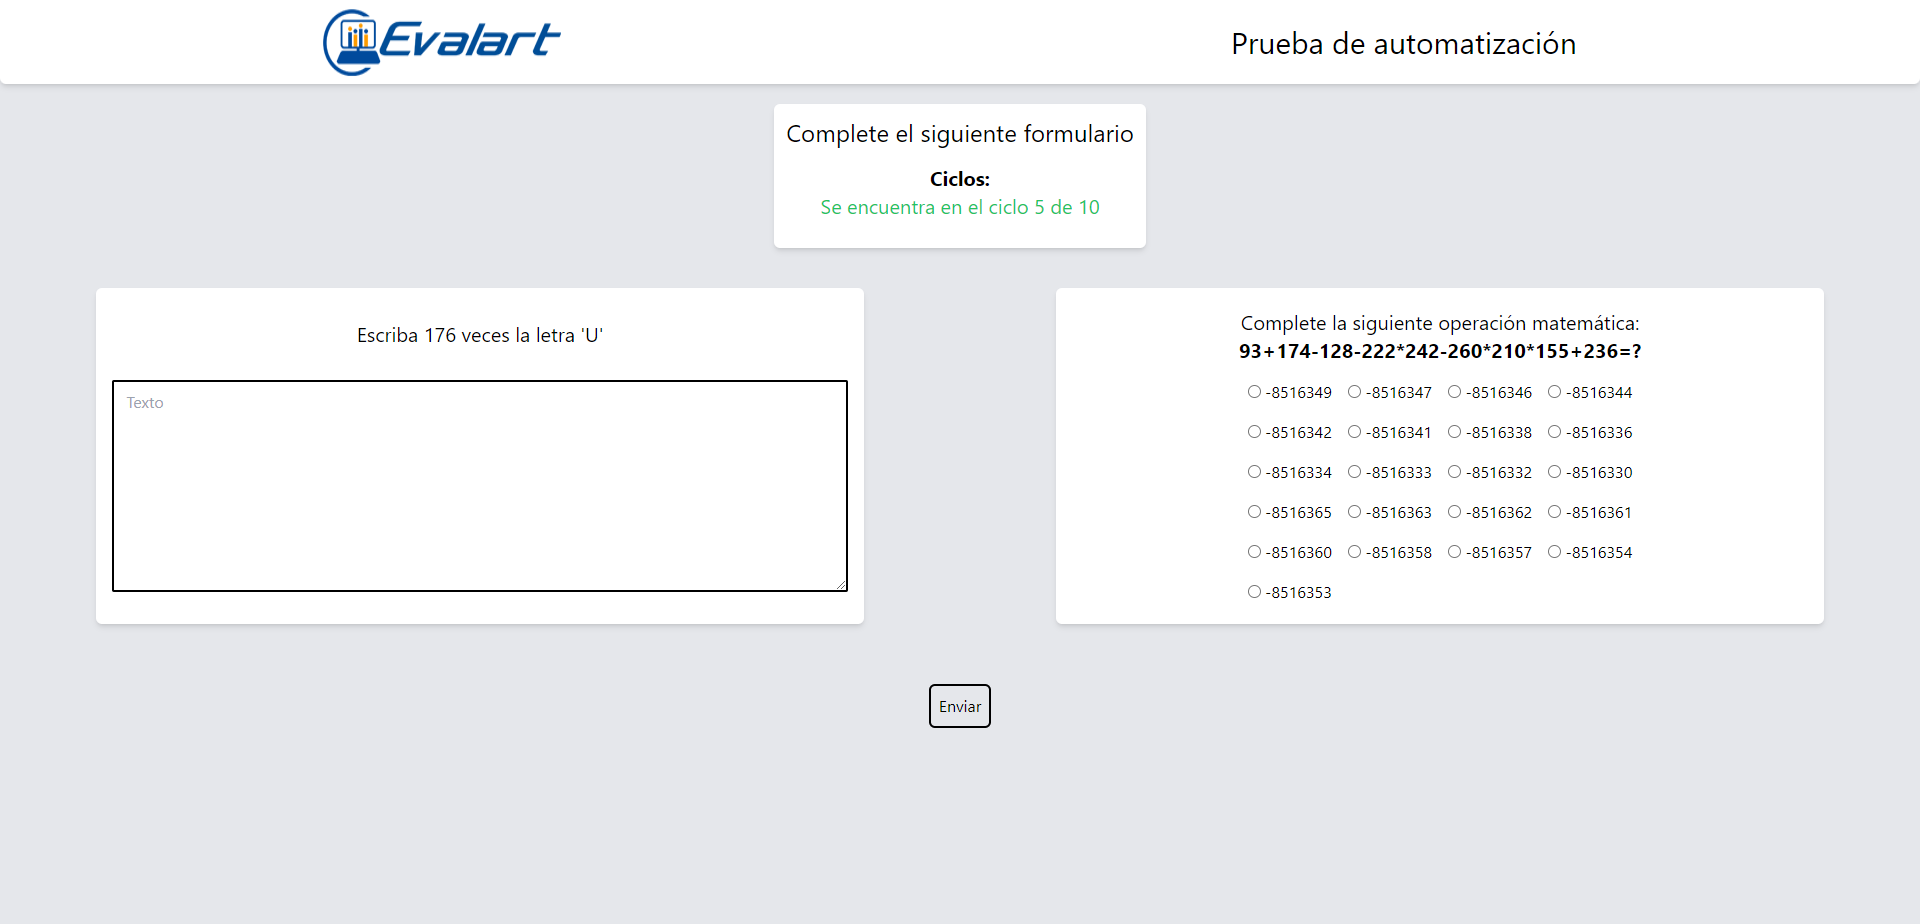 Evalart
Prueba de automatización
Complete el siguiente formulario
Ciclos:
Se encuentra en el ciclo 5 de 10
Escriba 176 veces la letra 'U'
Texto
Complete la siguiente operación matemática:
93+174-128-222*242-260*210*155+236=?
-8516349 -8516347 -8516346 -8516344
-8516342 -8516341 -8516338 -8516336
-8516334 -8516333 -8516332 -8516330
-8516365 -8516363 -8516362 -8516361
-8516360 -8516358 -8516357 -8516354
-8516353
Enviar